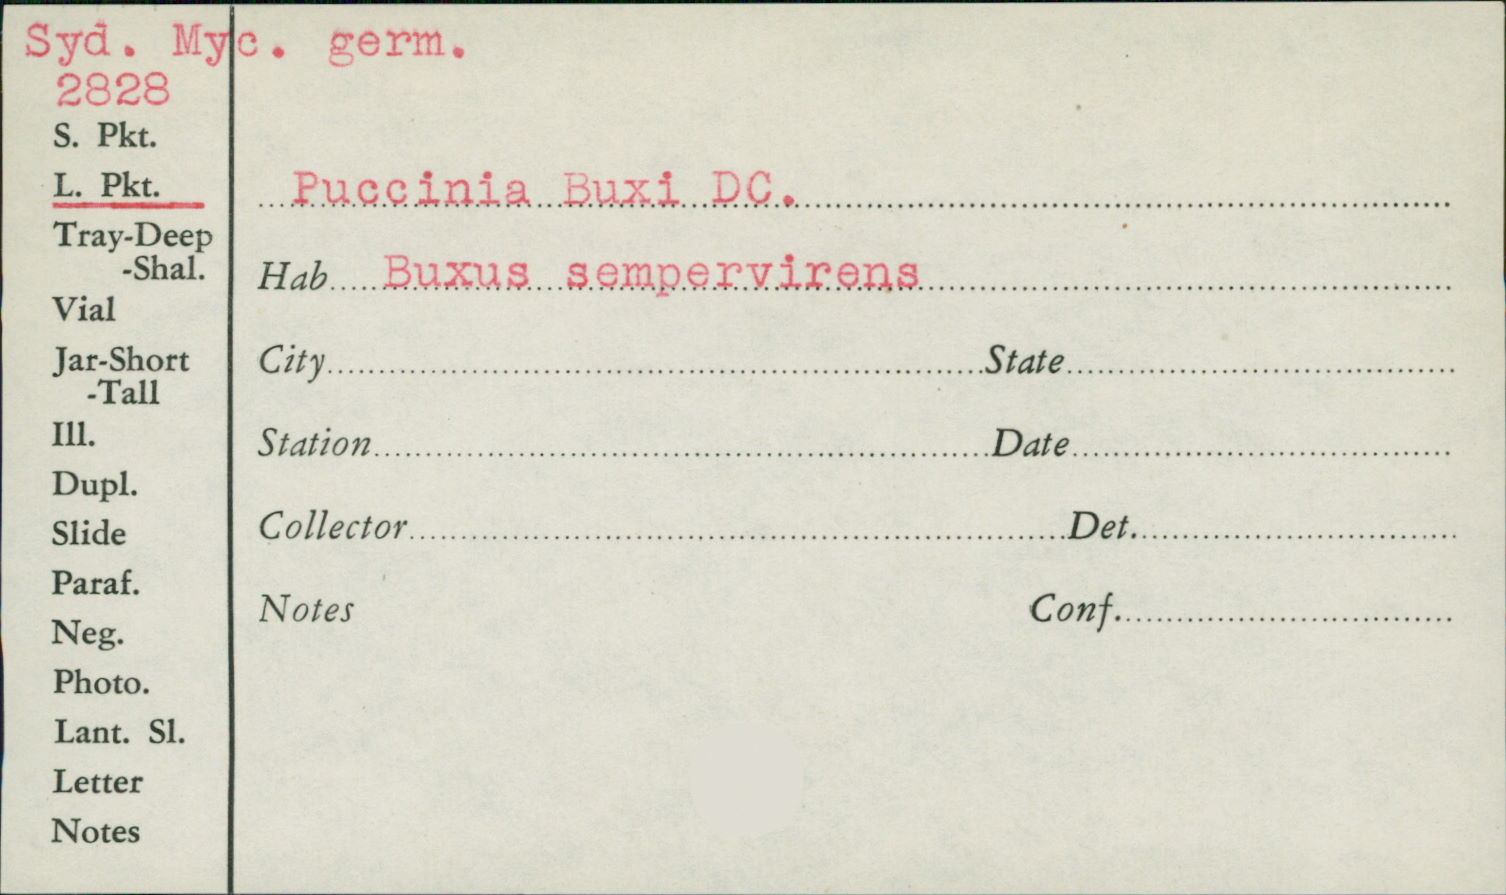 Syd. Myc. germ.
2828
S. Pkt.
L. Pkt.
Tray-Deep
-Shal.
Vial
Jar-Short
-Tall
Ill.
Dupl.
Slide
Paraf.
Neg.
Photo.
Lant. Sl.
Letter
Notes
Puccinia Buxi DC.
Hab Buxus sempervirens
City State
Station Date
Collector Det.
Notes Conf.